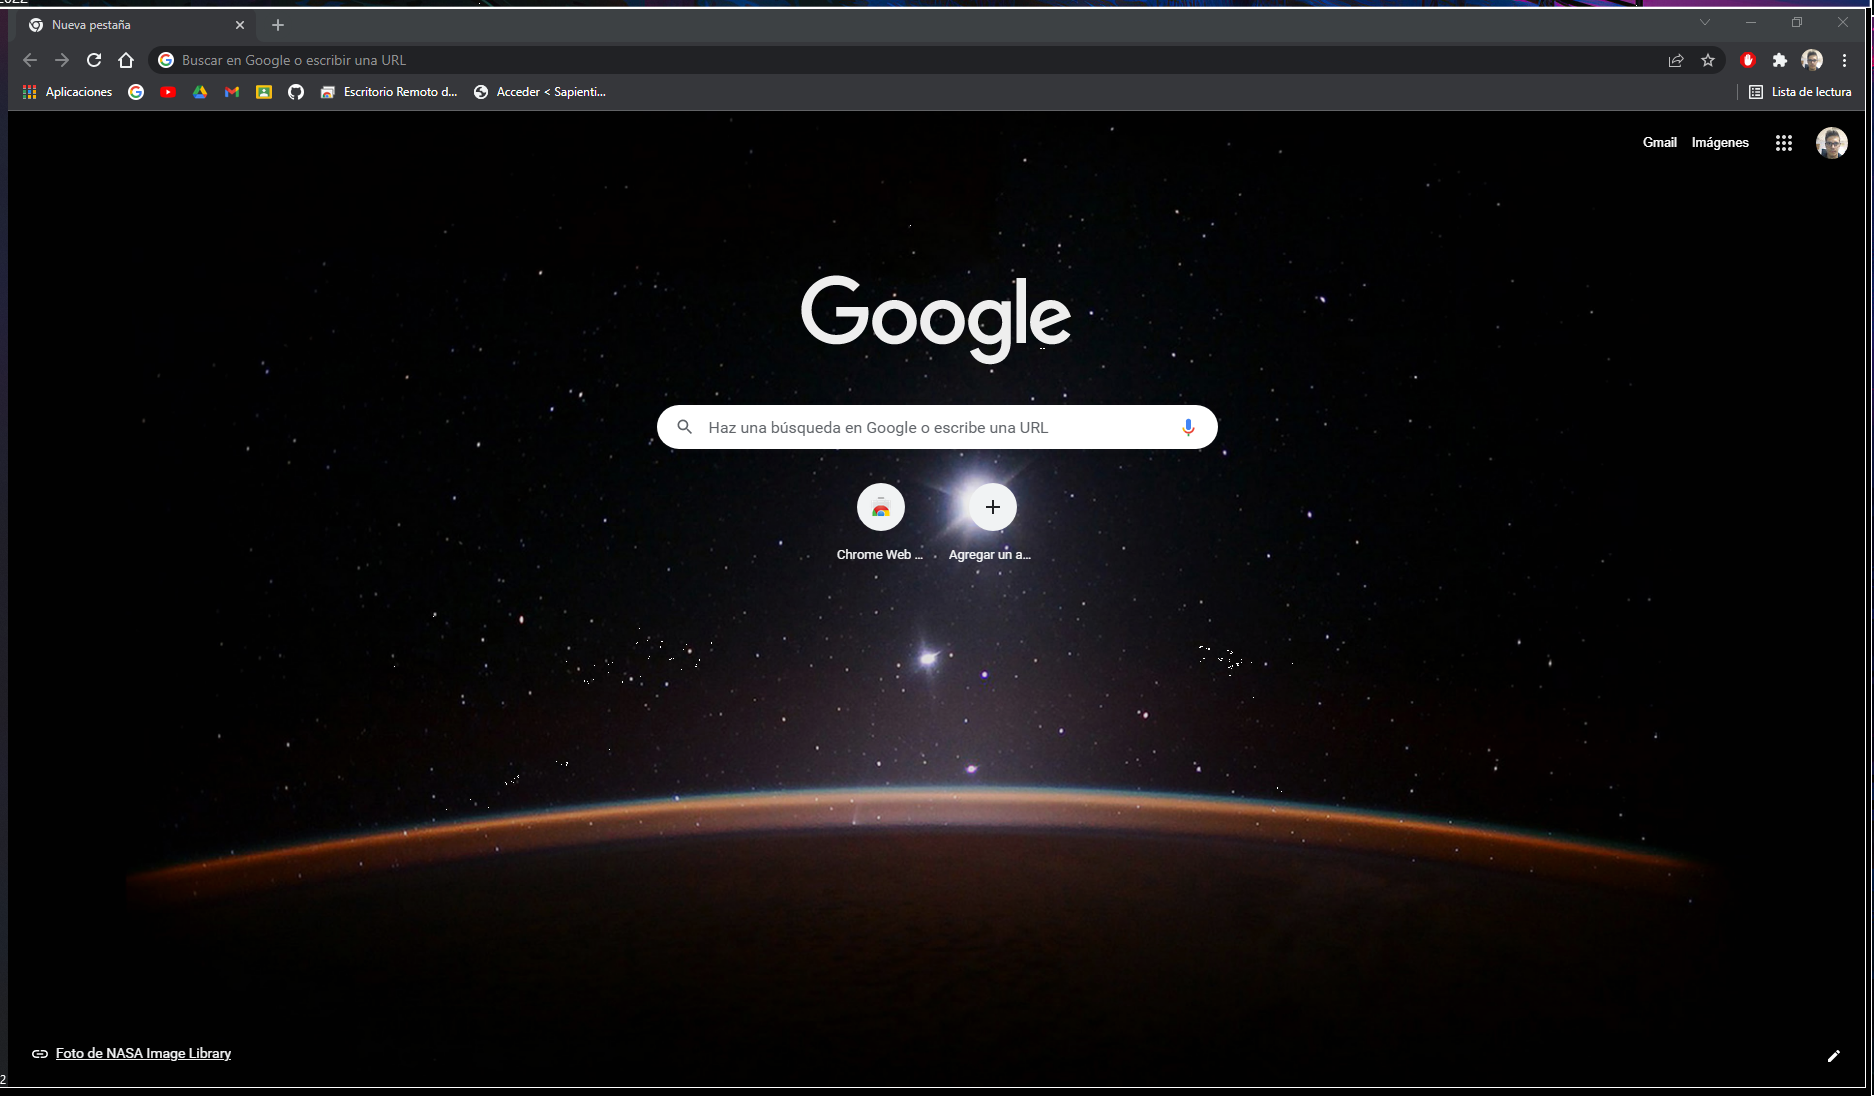 Nueva pestaña
Buscar en Google o escribir una URL
Aplicaciones
Escritorio Remoto d...
Acceder < Sapienti...
Lista de lectura
Gmail
Imágenes
Google
Haz una búsqueda en Google o escribe una URL
Chrome Web ...
Agregar un a...
Foto de NASA Image Library
2